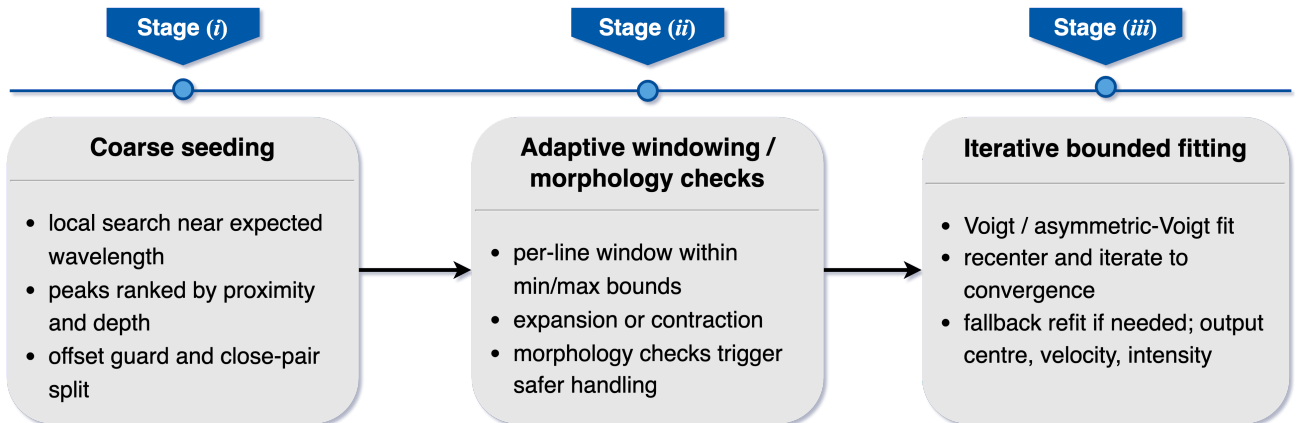 Stage (i)
Stage (ii)
Stage (iii)
Coarse seeding
• local search near expected
wavelength
• peaks ranked by proximity
and depth
• offset guard and close-pair
split
Adaptive windowing /
morphology checks
• per-line window within
min/max bounds
• expansion or contraction
• morphology checks trigger
safer handling
Iterative bounded fitting
• Voigt / asymmetric-Voigt fit
• recenter and iterate to
convergence
• fallback refit if needed; output
centre, velocity, intensity